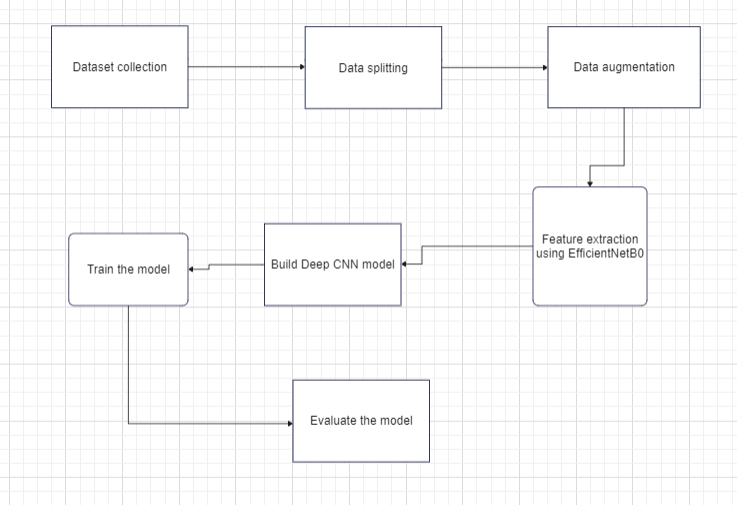 Dataset collection
Data splitting
Data augmentation
Feature extraction
using EfficientNetB0
Build Deep CNN model
Train the model
Evaluate the model